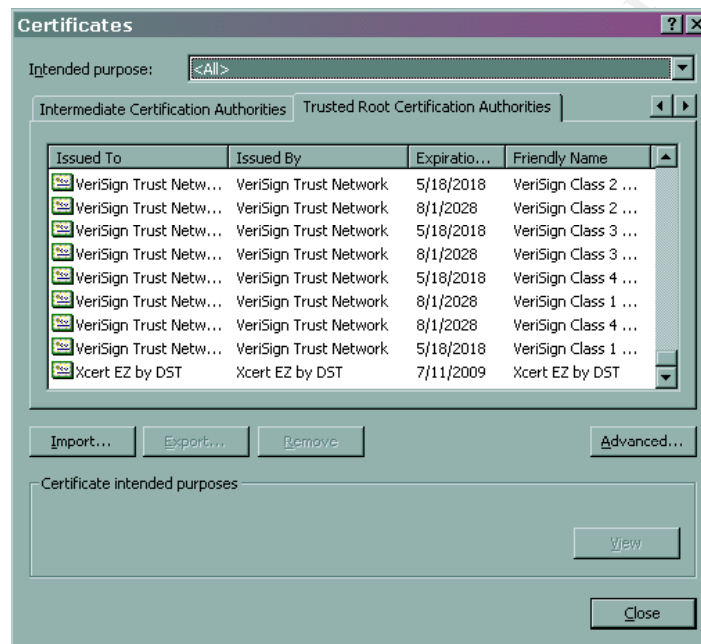 Certificates
Intended purpose: <All>
Intermediate Certification Authorities Trusted Root Certification Authorities
Issued To Issued By Expiratio... Friendly Name
VeriSign Trust Netw... VeriSign Trust Network 5/18/2018 VeriSign Class 2 ...
VeriSign Trust Netw... VeriSign Trust Network 8/1/2028 VeriSign Class 2 ...
VeriSign Trust Netw... VeriSign Trust Network 5/18/2018 VeriSign Class 3 ...
VeriSign Trust Netw... VeriSign Trust Network 8/1/2028 VeriSign Class 3 ...
VeriSign Trust Netw... VeriSign Trust Network 5/18/2018 VeriSign Class 4 ...
VeriSign Trust Netw... VeriSign Trust Network 8/1/2028 VeriSign Class 1 ...
VeriSign Trust Netw... VeriSign Trust Network 8/1/2028 VeriSign Class 4 ...
VeriSign Trust Netw... VeriSign Trust Network 5/18/2018 VeriSign Class 1 ...
Xcert EZ by DST Xcert EZ by DST 7/11/2009 Xcert EZ by DST
Import... Export... Remove Advanced...
Certificate intended purposes
View
Close